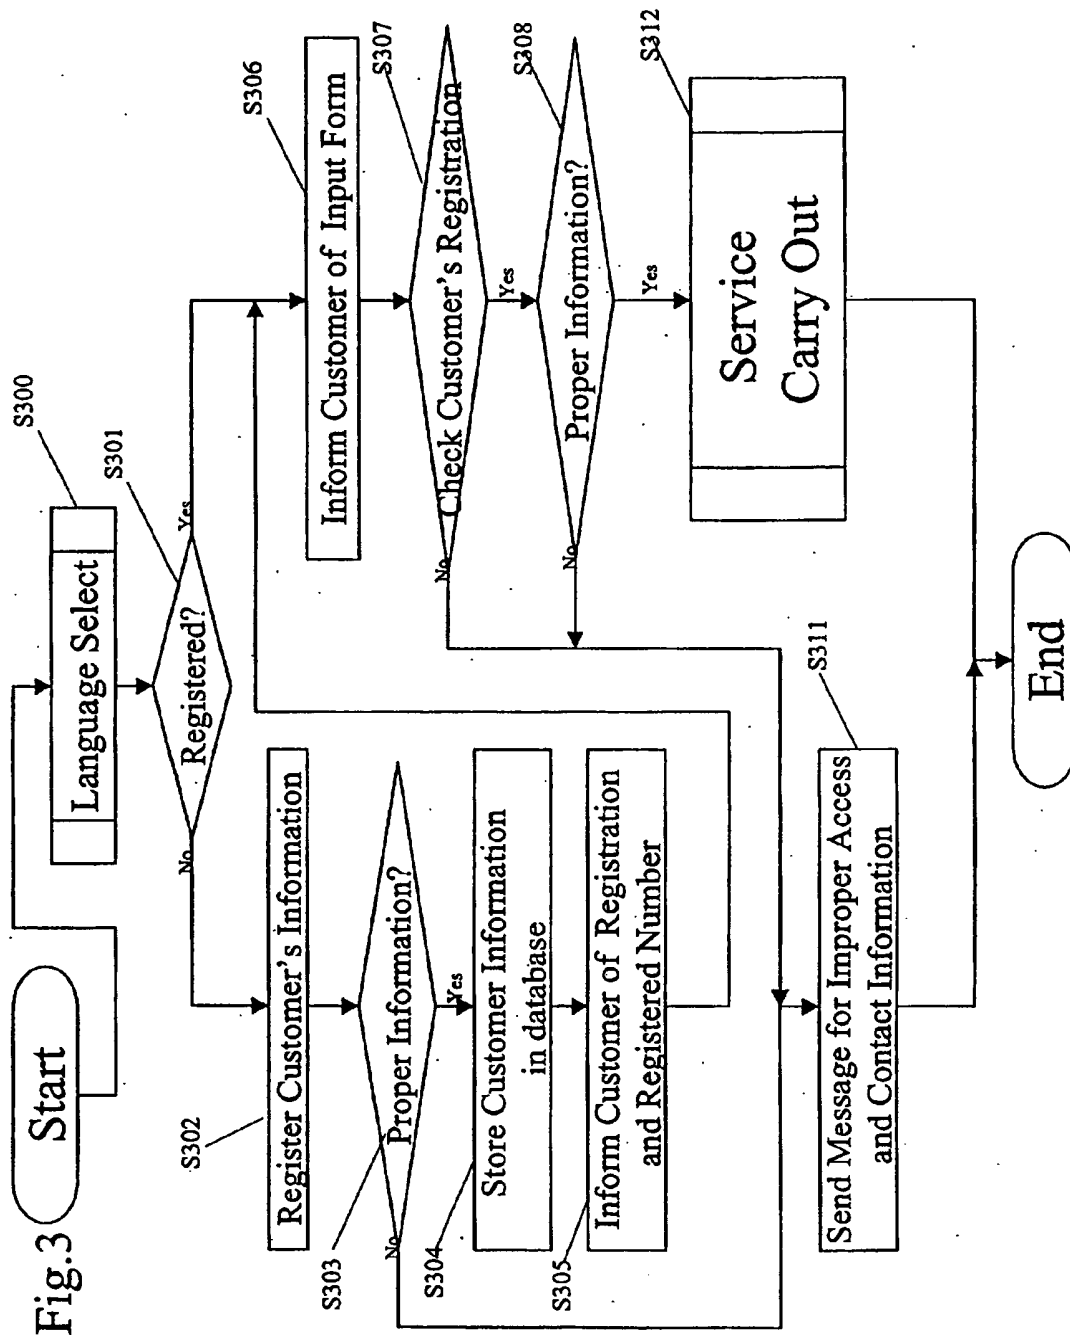 Fig.3
Start
Language Select
S300
Registered?
S301
No
Yes
Register Customer's Information
S302
Proper Information?
S303
No
Yes
Store Customer Information
in database
S304
Inform Customer of Registration
and Registered Number
S305
Inform Customer of Input Form
S306
Check Customer's Registration
S307
No
Yes
Proper Information?
S308
No
Yes
Service
Carry Out
S312
Send Message for Improper Access
and Contact Information
S311
End